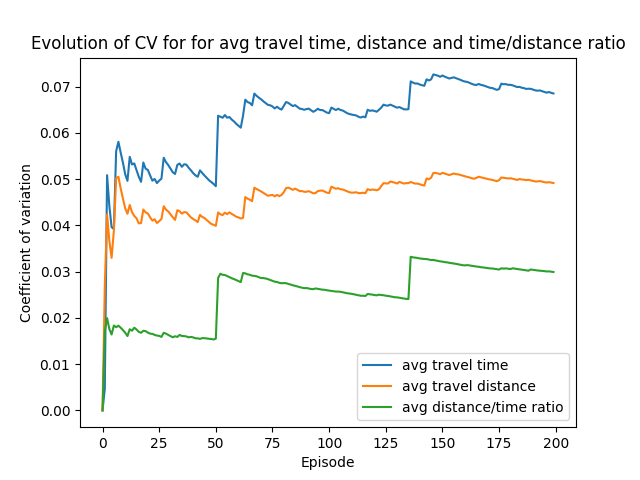 Evolution of CV for for avg travel time, distance and time/distance ratio
Coefficient of variation
0.07
0.06
0.05
0.04
0.03
0.02
0.01
0.00
avg travel time
avg travel distance
avg distance/time ratio
0 25 50 75 100 125 150 175 200
Episode